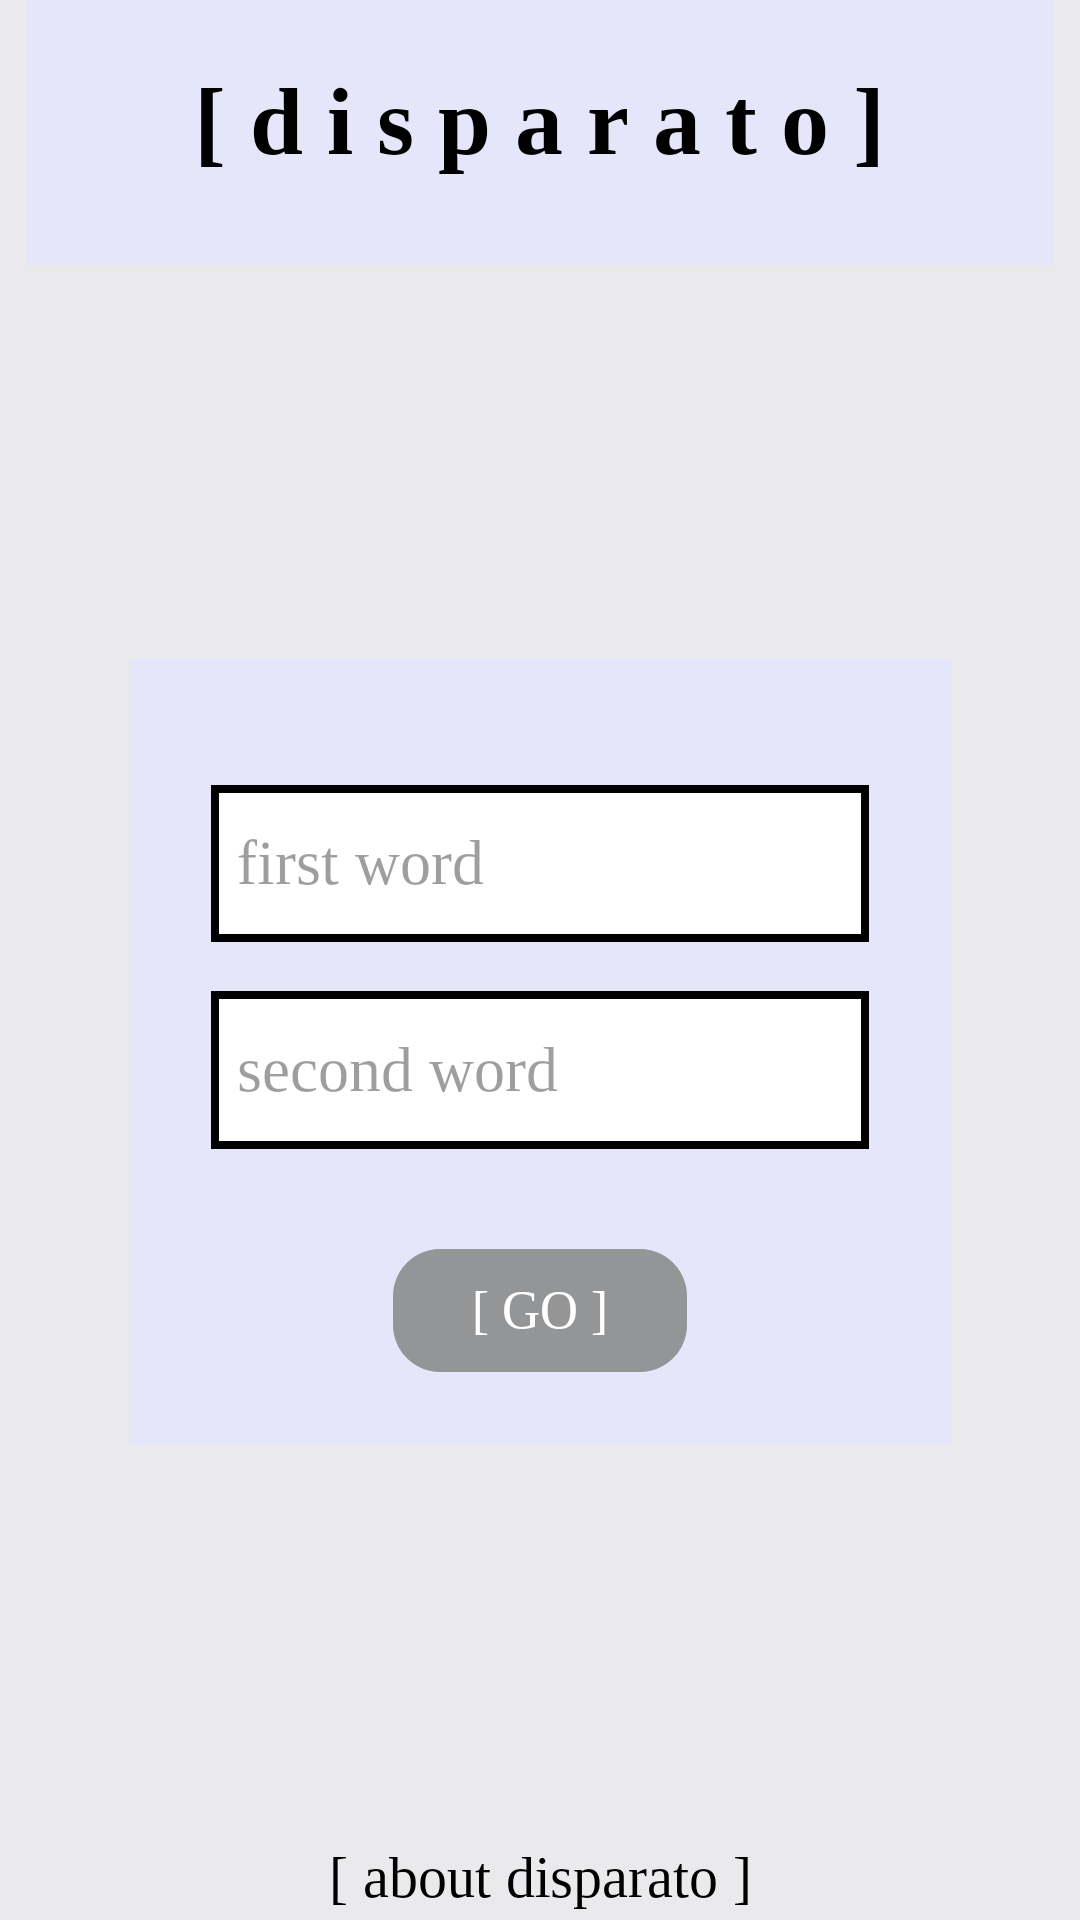 [ d i s p a r a t o ]
first word
second word
[ GO ]
[ about disparato ]